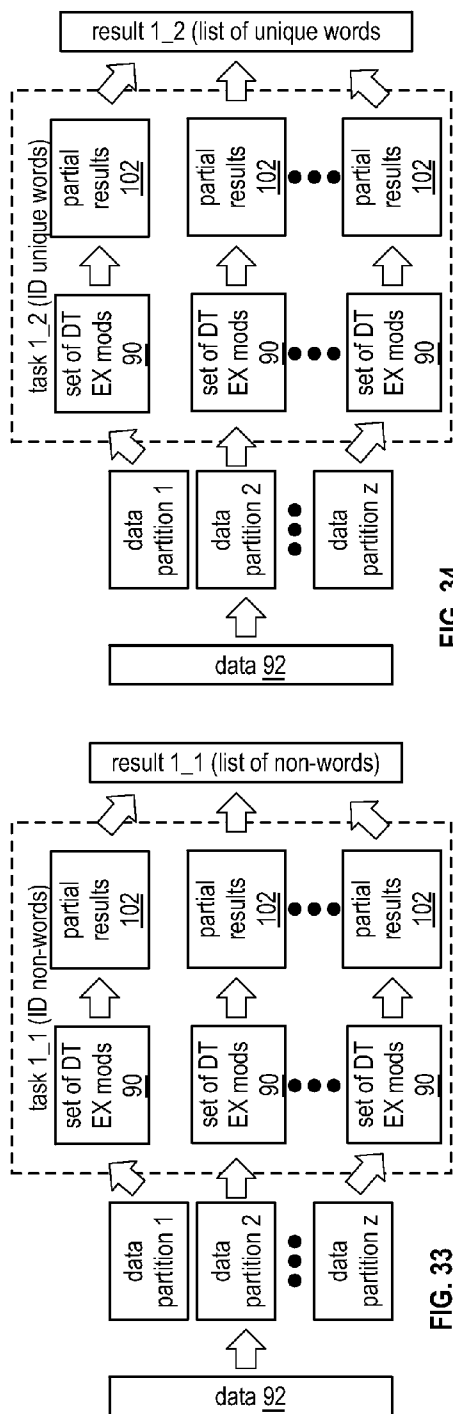 data 92
data
partition 1
data
partition 2
data
partition z
task 1_1 (ID non-words)
set of DT
EX mods
90
partial
results
102
set of DT
EX mods
90
partial
results
102
set of DT
EX mods
90
partial
results
102
result 1_1 (list of non-words)
FIG. 33
data 92
data
partition 1
data
partition 2
data
partition z
task 1_2 (ID unique words)
set of DT
EX mods
90
partial
results
102
set of DT
EX mods
90
partial
results
102
set of DT
EX mods
90
partial
results
102
result 1_2 (list of unique words
FIG. 34